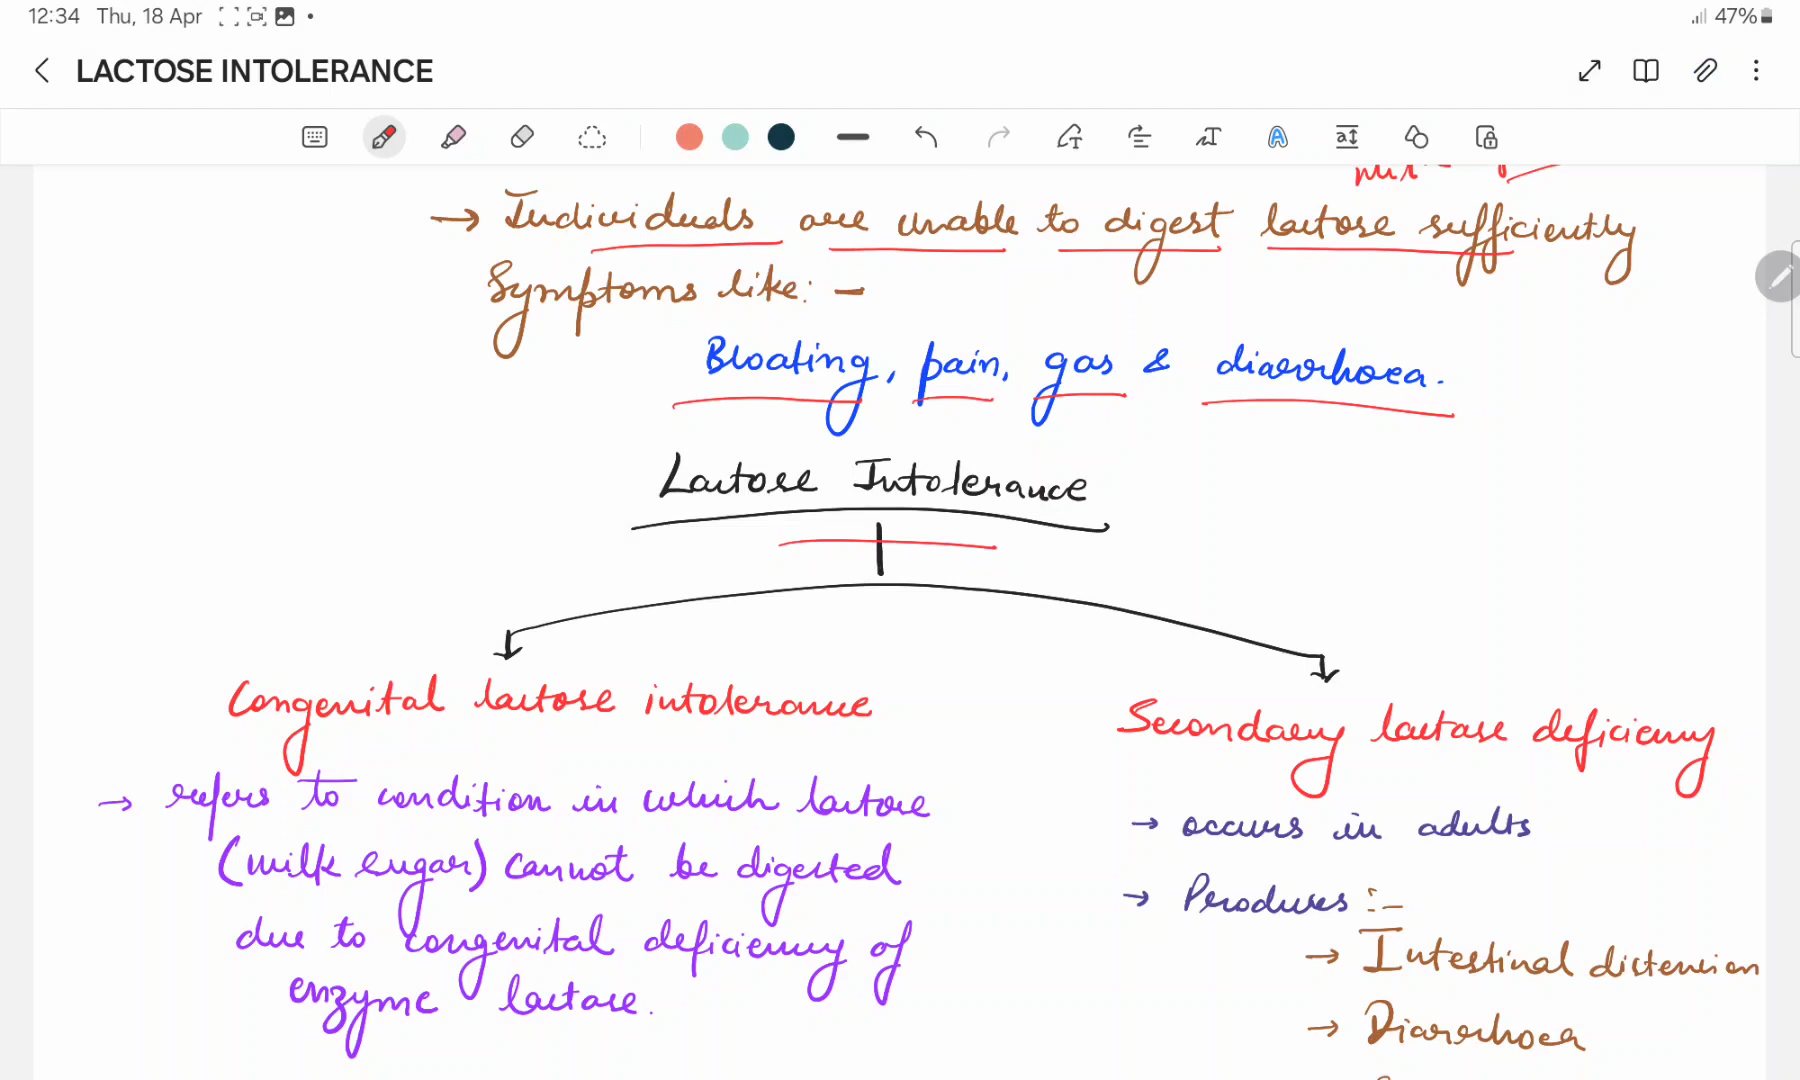 12:34 Thu, 18 Apr 47%
LACTOSE INTOLERANCE
→ Individuals are unable to digest lactose sufficiently
Symptoms like: -
Bloating, pain, gas & diarrhoea.
Lactose Intolerance
Congenital lactose intolerance
→ refers to condition in which lactose
(milk sugar) cannot be digested
due to congenital deficiency of
enzyme lactase.
Secondary lactase deficiency
→ occurs in adults
→ Produces :-
→ Intestinal distension
→ Diarrhoea